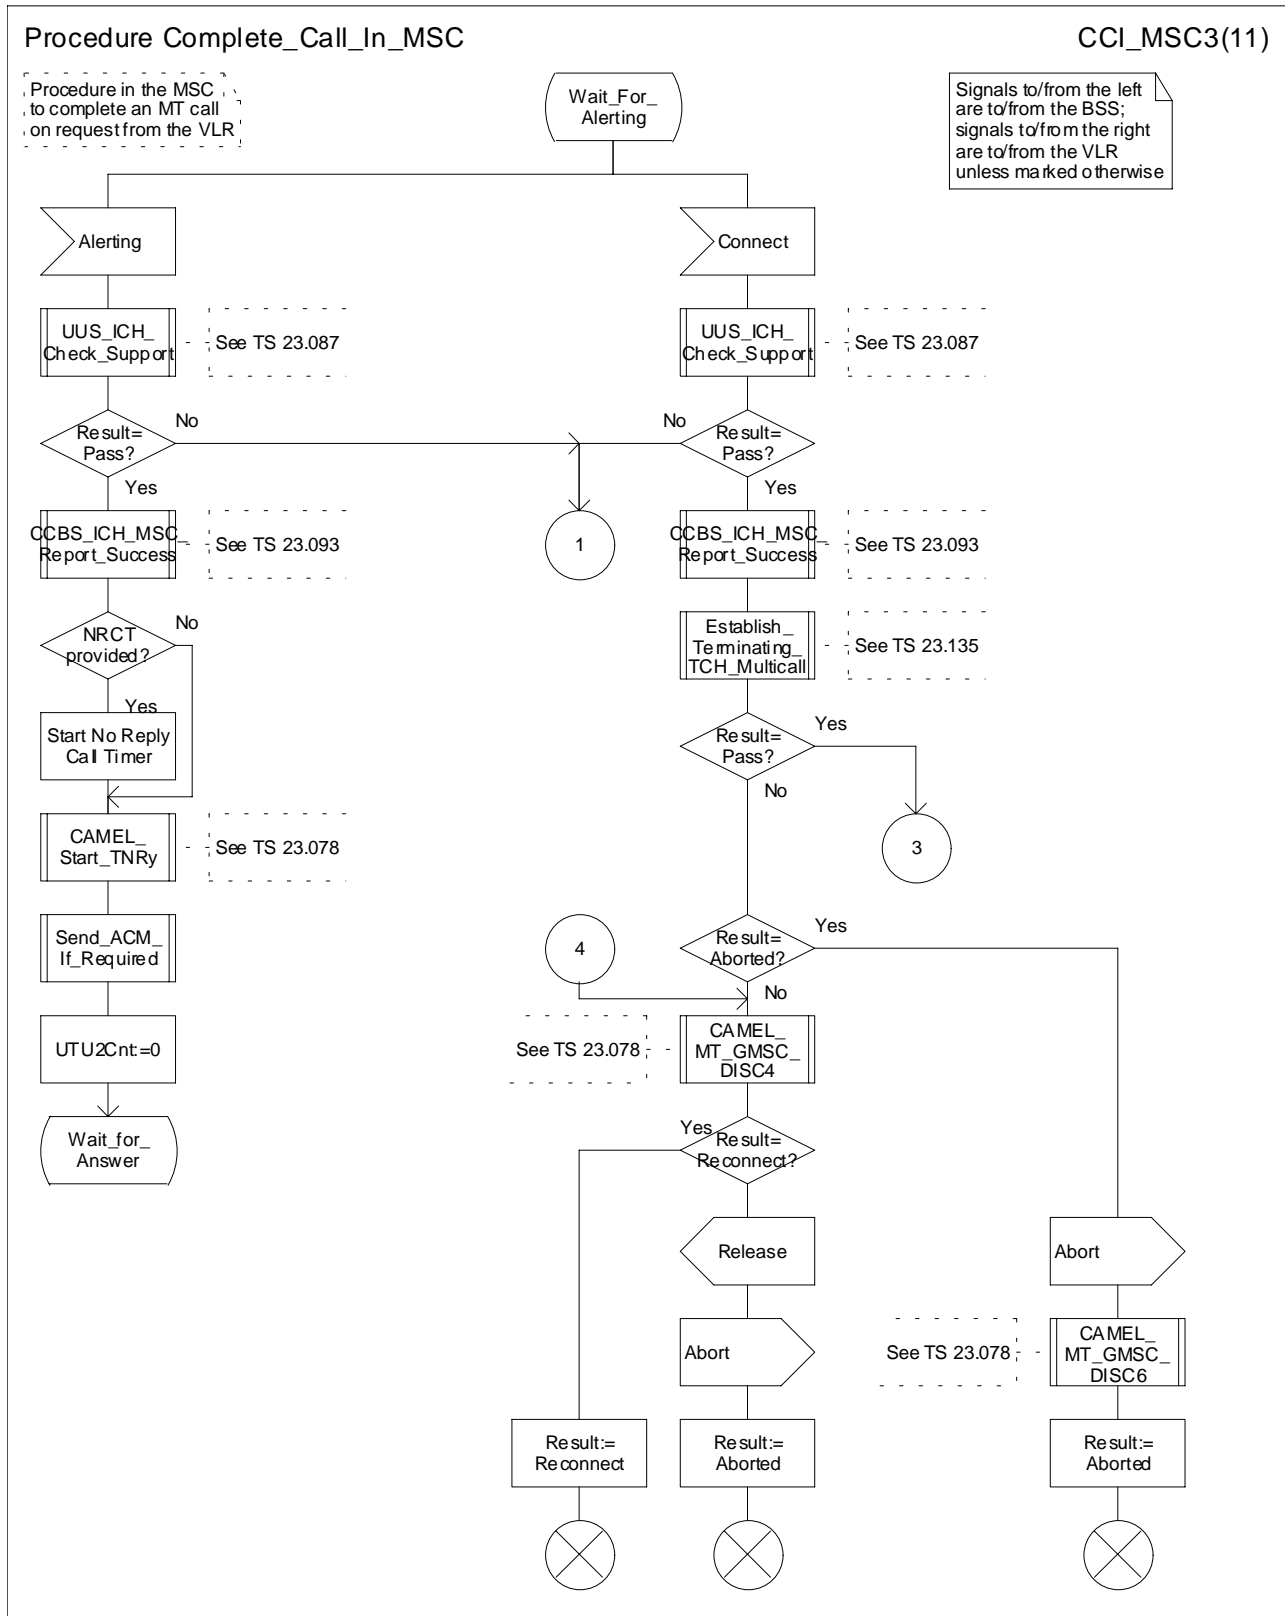 Procedure Complete_Call_In_MSC
CCI_MSC3(11)
Procedure in the MSC
to complete an MT call
on request from the VLR
Wait_For_
Alerting
Signals to/from the left
are to/from the BSS;
signals to/from the right
are to/from the VLR
unless marked otherwise
Alerting
Connect
UUS_ICH_
Check_Support
See TS 23.087
UUS_ICH_
Check_Support
See TS 23.087
Result=
Pass?
No
Yes
No
Result=
Pass?
Yes
1
CCBS_ICH_MSC_
Report_Success
See TS 23.093
CCBS_ICH_MSC_
Report_Success
See TS 23.093
NRCT
provided?
No
Yes
Establish_
Terminating_
TCH_Multicall
See TS 23.135
Start No Reply
Call Timer
Result=
Pass?
Yes
No
3
CAMEL_
Start_TNRy
See TS 23.078
Send_ACM_
If_Required
4
Result=
Aborted?
Yes
No
UTU2Cnt:=0
See TS 23.078
CAMEL_
MT_GMSC_
DISC4
Wait_for_
Answer
Yes
Result=
Reconnect?
Release
Abort
Abort
See TS 23.078
CAMEL_
MT_GMSC_
DISC6
Result:=
Reconnect
Result:=
Aborted
Result:=
Aborted